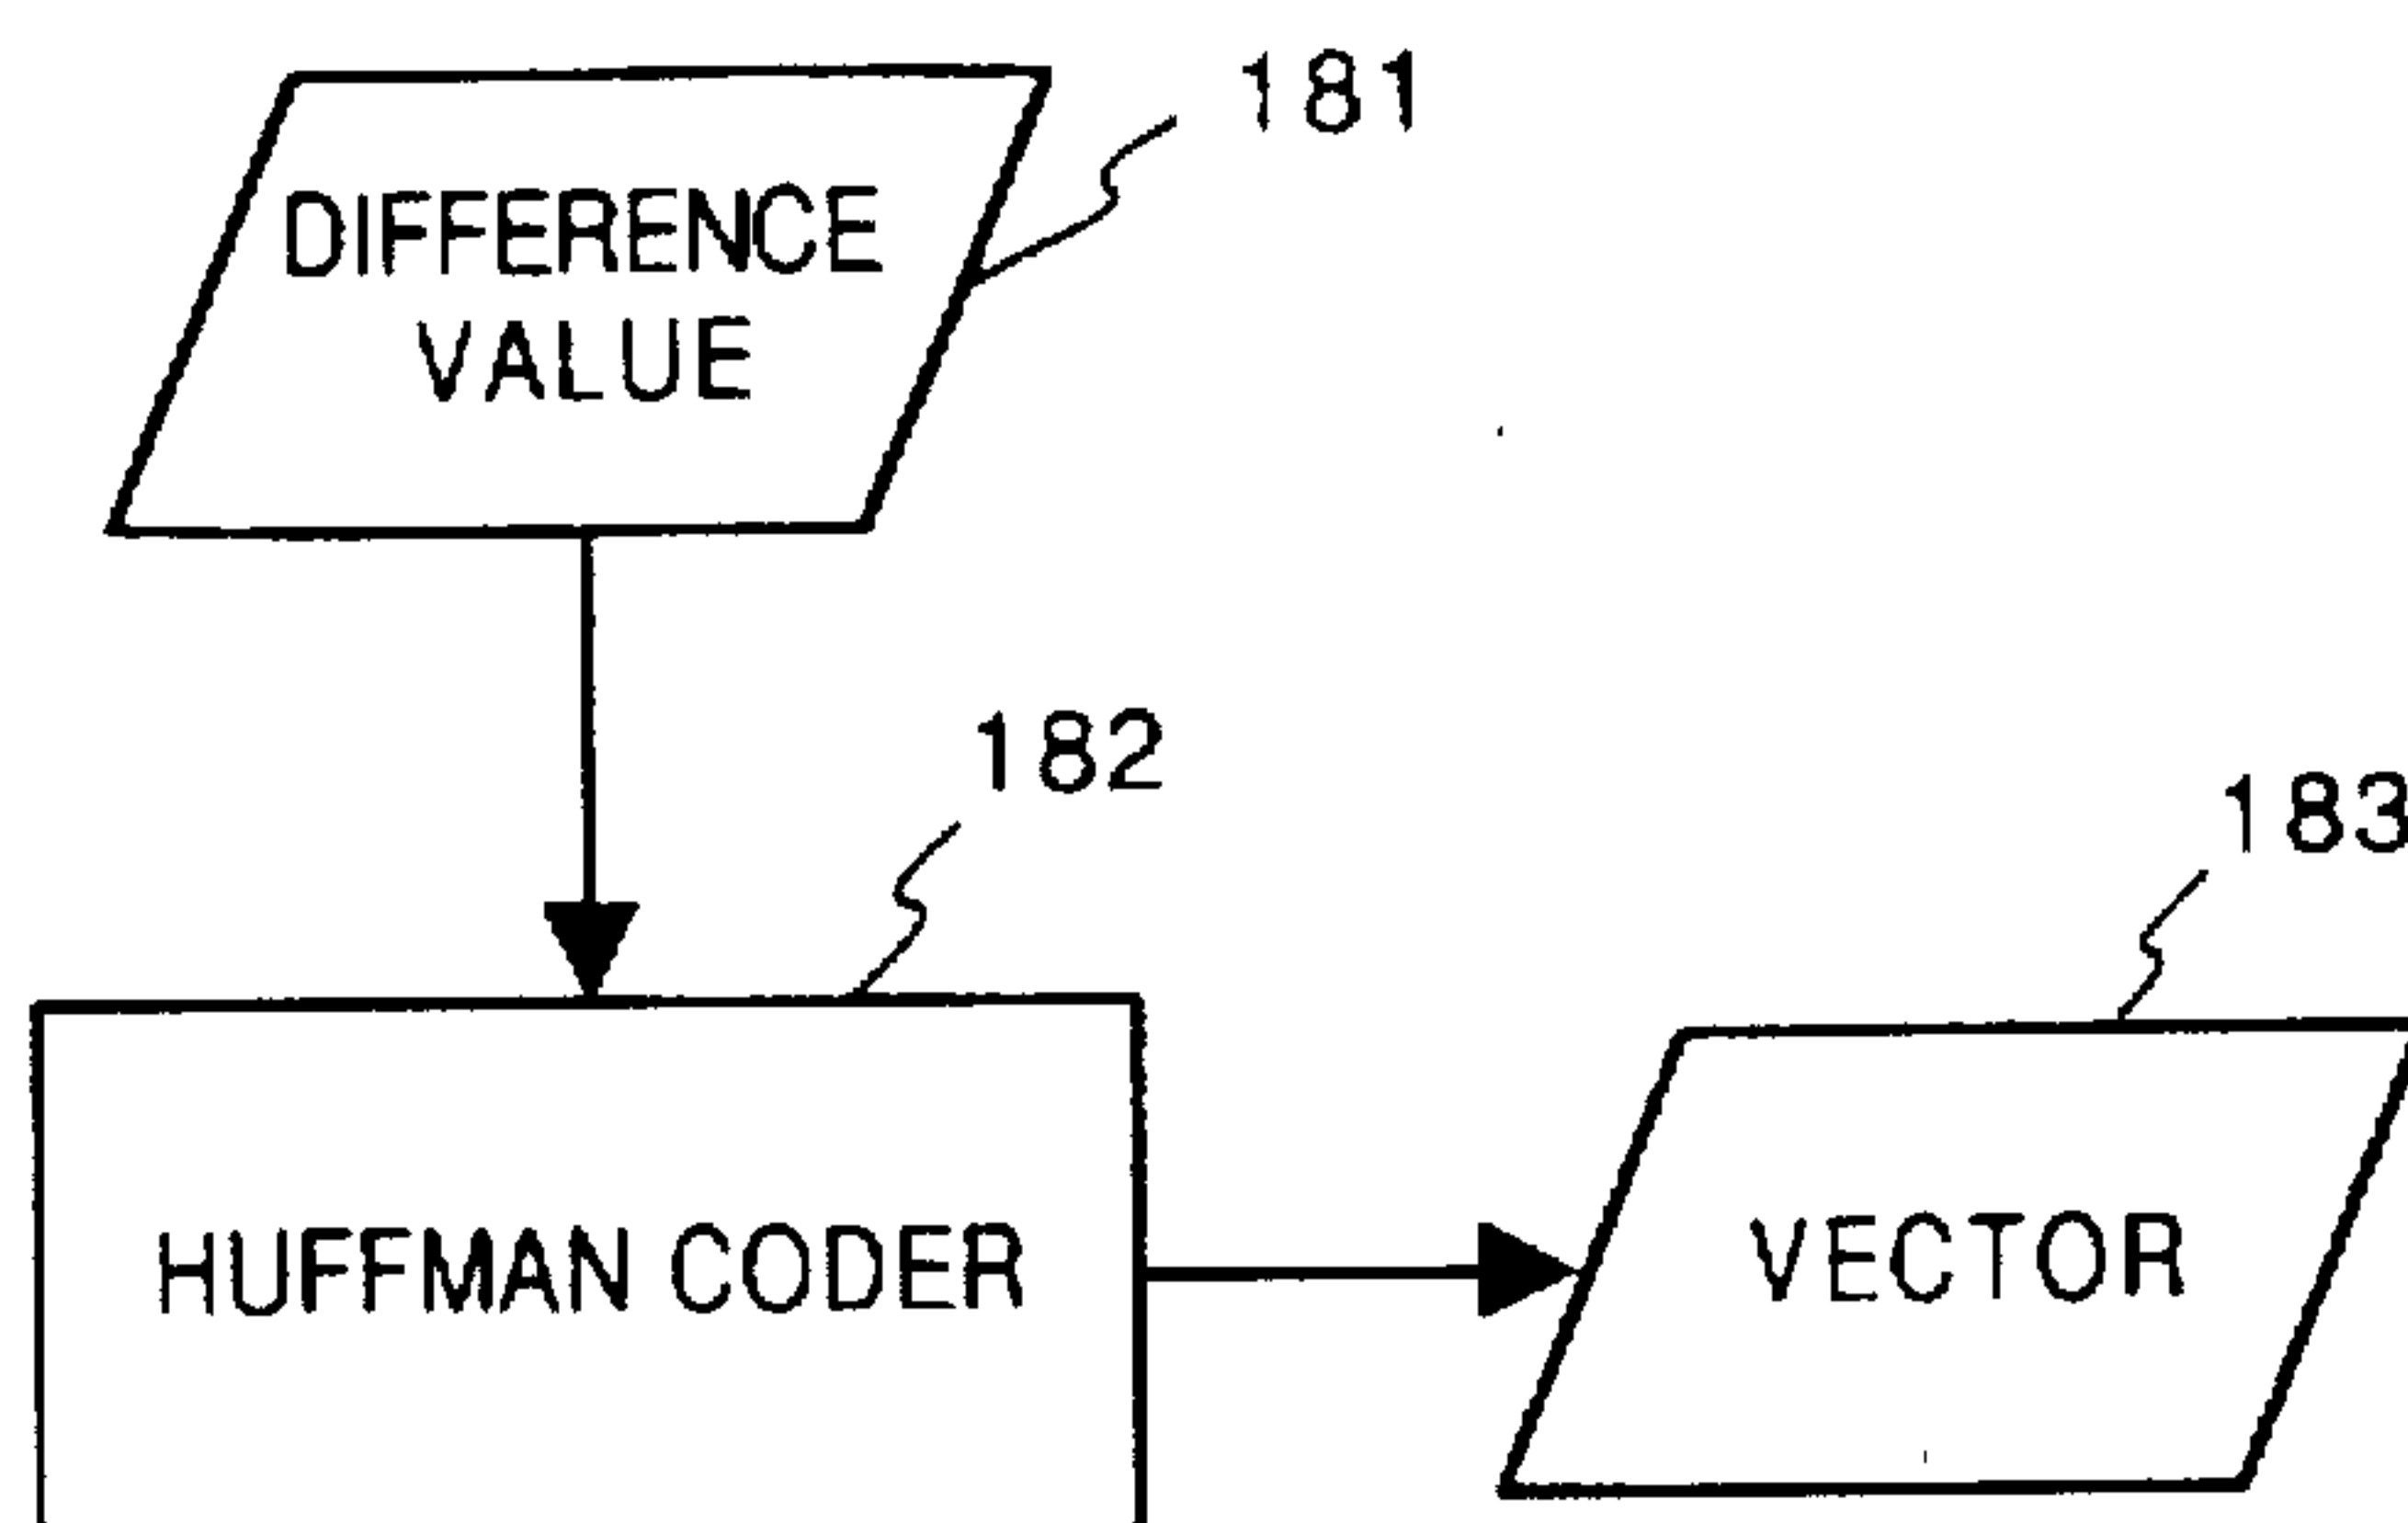 181
DIFFERENCE
VALUE
182
183
HUFFMAN CODER
VECTOR